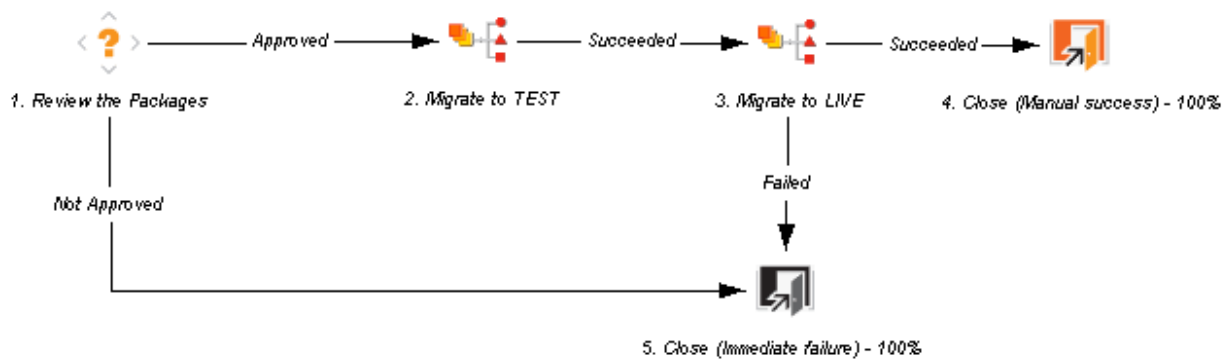 Approved
Succeeded
Succeeded
1. Review the Packages
2. Migrate to TEST
3. Migrate to LIVE
4. Close (Manual success) - 100%
Not Approved
Failed
5. Close (Immediate failure) - 100%